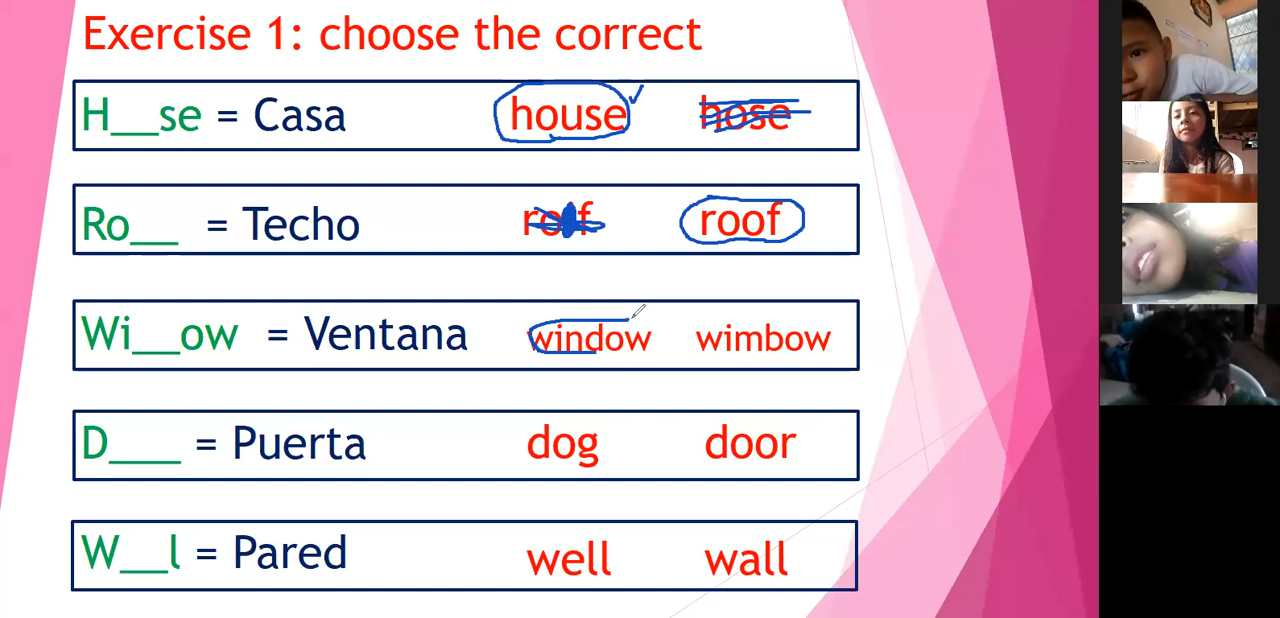 Exercise 1: choose the correct
H__se = Casa house hose
Ro__ = Techo roof
Wi__ow = Ventana window wimbow
D___ = Puerta dog door
W__l = Pared well wall